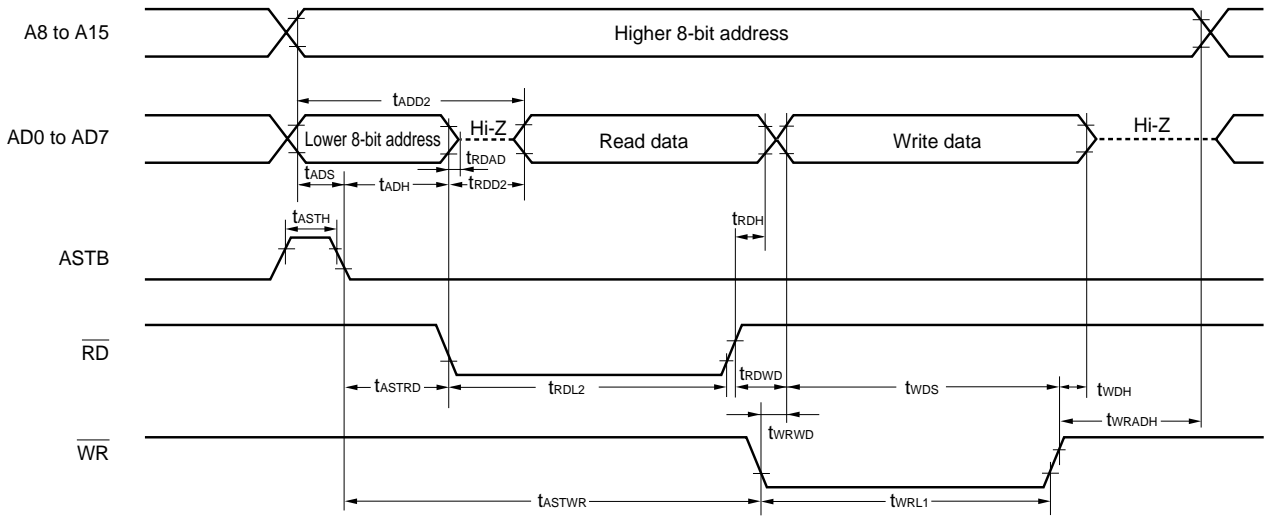 A8 to A15
Higher 8-bit address
tADD2
AD0 to AD7
Lower 8-bit address
Hi-Z
Read data
Write data
Hi-Z
tRDAD
tADS
tADH
tRDD2
tASTH
tRDH
ASTB
RD
tASTRD
tRDL2
tRDWD
tWDS
tWDH
tWRADH
tWRWD
WR
tASTWR
tWRL1